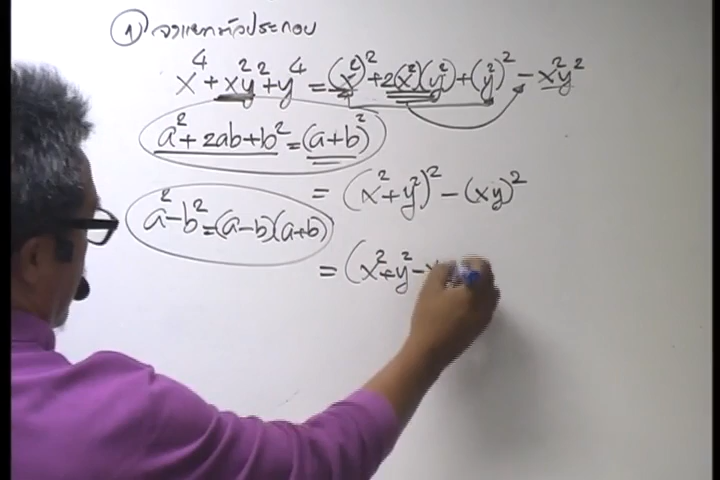 ① จงแยกตัวประกอบ
x⁴+x²y²+y⁴ = (x²)²+2(x²)(y²)+(y²)²−x²y²
a²+2ab+b²=(a+b)²
= (x²+y²)²−(xy)²
a²−b²=(a−b)(a+b)
= (x²+y²−x